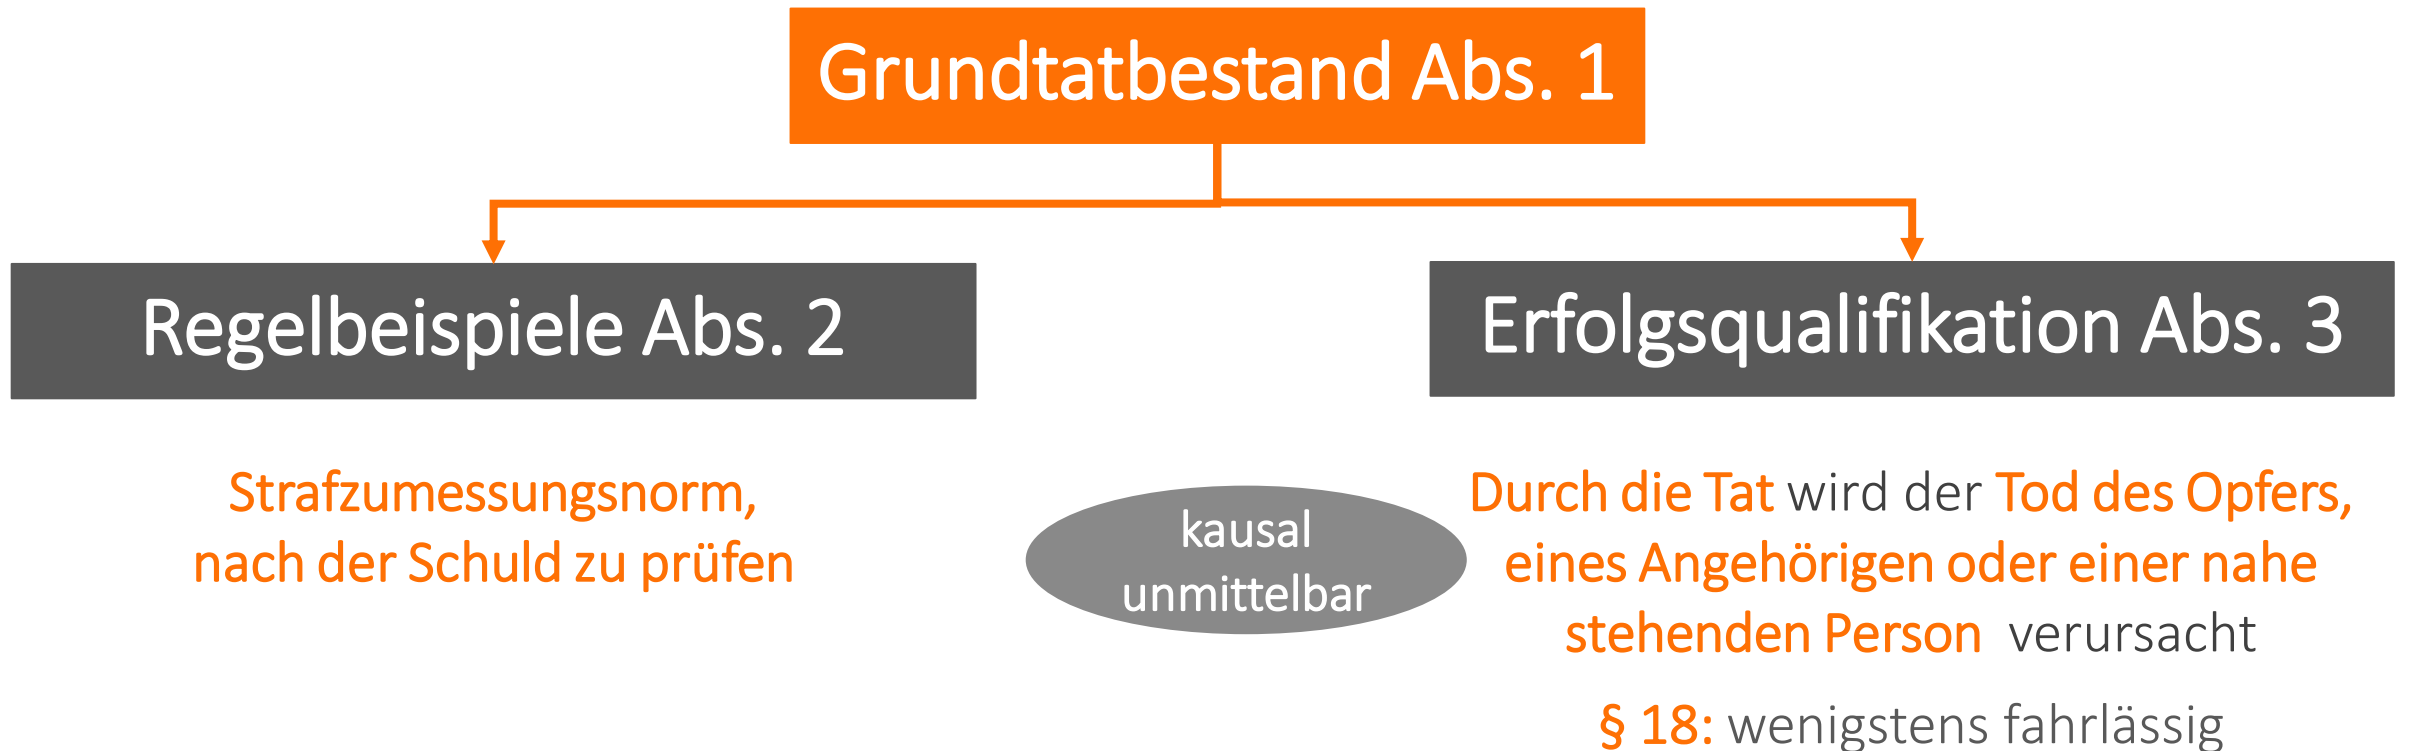 Grundtatbestand Abs. 1
Regelbeispiele Abs. 2
Erfolgsqualifikation Abs. 3
Strafzumessungsnorm,
nach der Schuld zu prüfen
kausal
unmittelbar
Durch die Tat wird der Tod des Opfers,
eines Angehörigen oder einer nahe
stehenden Person verursacht
§ 18: wenigstens fahrlässig